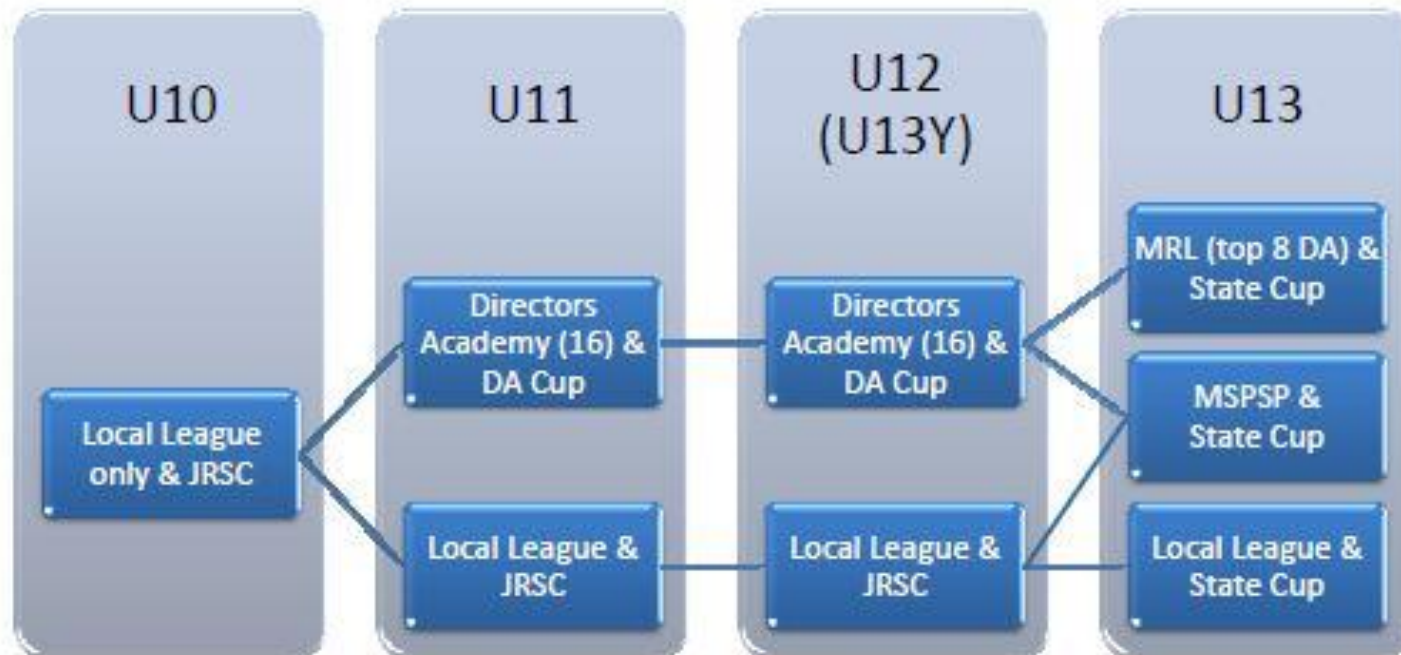 U10
Local League
only & JRSC
U11
Directors
Academy (16) &
DA Cup
Local League &
JRSC
U12
(U13Y)
Directors
Academy (16) &
DA Cup
Local League &
JRSC
U13
MRL (top 8 DA) &
State Cup
MSPSP &
State Cup
Local League &
State Cup